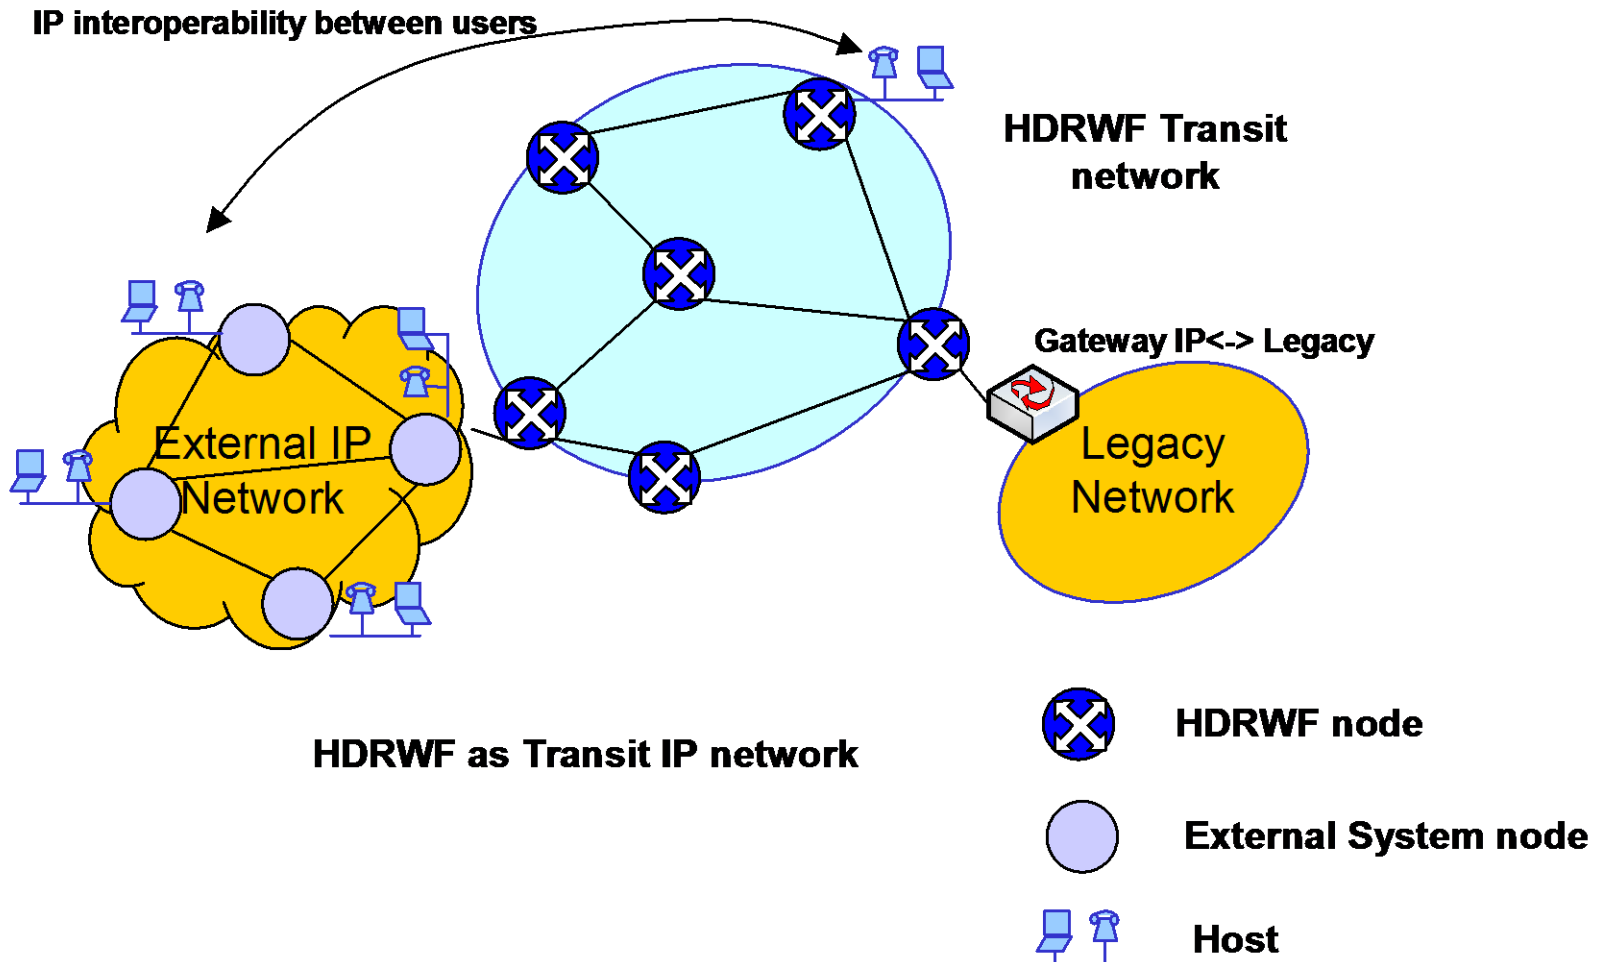 IP interoperability between users
HDRWF Transit
network
Gateway IP<-> Legacy
External IP
Network
Legacy
Network
HDRWF as Transit IP network
HDRWF node
External System node
Host